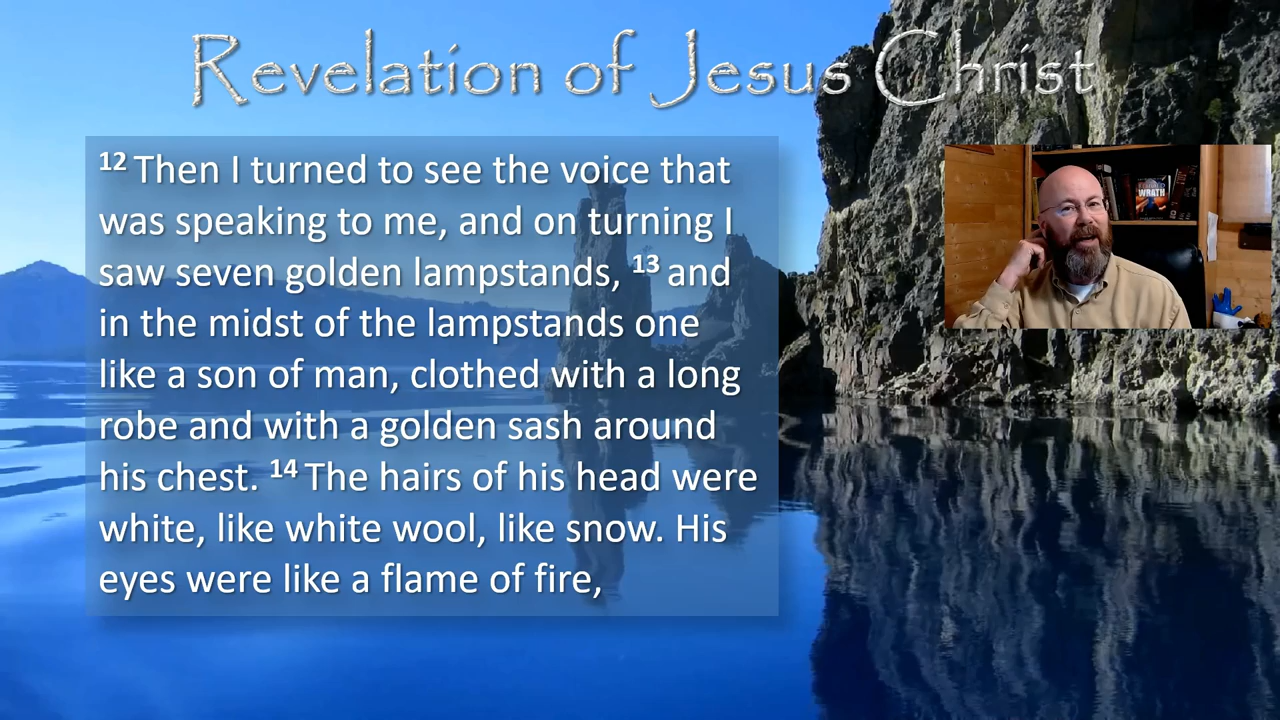 Revelation of Jesus Christ
12 Then I turned to see the voice that
was speaking to me, and on turning I
saw seven golden lampstands, 13 and
in the midst of the lampstands one
like a son of man, clothed with a long
robe and with a golden sash around
his chest. 14 The hairs of his head were
white, like white wool, like snow. His
eyes were like a flame of fire,
WRATH